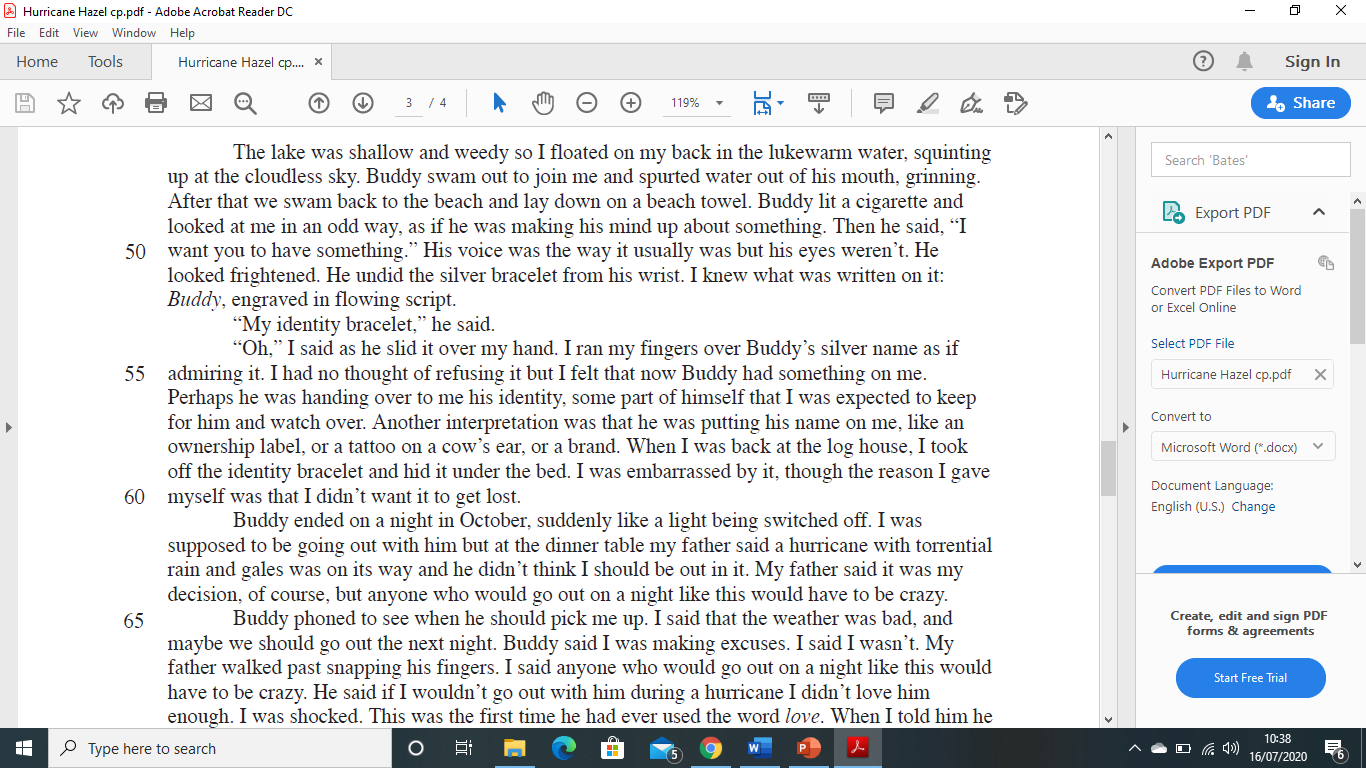 Hurricane Hazel cp.pdf - Adobe Acrobat Reader DC
File Edit View Window Help
Home Tools Hurricane Hazel cp.... × Sign In
3 / 4 119% Share
The lake was shallow and weedy so I floated on my back in the lukewarm water, squinting
up at the cloudless sky. Buddy swam out to join me and spurted water out of his mouth, grinning.
After that we swam back to the beach and lay down on a beach towel. Buddy lit a cigarette and
looked at me in an odd way, as if he was making his mind up about something. Then he said, “I
50 want you to have something.” His voice was the way it usually was but his eyes weren’t. He
looked frightened. He undid the silver bracelet from his wrist. I knew what was written on it:
Buddy, engraved in flowing script.
“My identity bracelet,” he said.
“Oh,” I said as he slid it over my hand. I ran my fingers over Buddy’s silver name as if
55 admiring it. I had no thought of refusing it but I felt that now Buddy had something on me.
Perhaps he was handing over to me his identity, some part of himself that I was expected to keep
for him and watch over. Another interpretation was that he was putting his name on me, like an
ownership label, or a tattoo on a cow’s ear, or a brand. When I was back at the log house, I took
off the identity bracelet and hid it under the bed. I was embarrassed by it, though the reason I gave
60 myself was that I didn’t want it to get lost.
Buddy ended on a night in October, suddenly like a light being switched off. I was
supposed to be going out with him but at the dinner table my father said a hurricane with torrential
rain and gales was on its way and he didn’t think I should be out in it. My father said it was my
decision, of course, but anyone who would go out on a night like this would have to be crazy.
65 Buddy phoned to see when he should pick me up. I said that the weather was bad, and
maybe we should go out the next night. Buddy said I was making excuses. I said I wasn’t. My
father walked past snapping his fingers. I said anyone who would go out on a night like this would
have to be crazy. He said if I wouldn’t go out with him during a hurricane I didn’t love him
enough. I was shocked. This was the first time he had ever used the word love. When I told him he
Search 'Bates'
Export PDF
Adobe Export PDF
Convert PDF Files to Word
or Excel Online
Select PDF File
Hurricane Hazel cp.pdf
Convert to
Microsoft Word (*.docx)
Document Language:
English (U.S.) Change
Create, edit and sign PDF
forms & agreements
Start Free Trial
Type here to search
5
10:38
16/07/2020
6